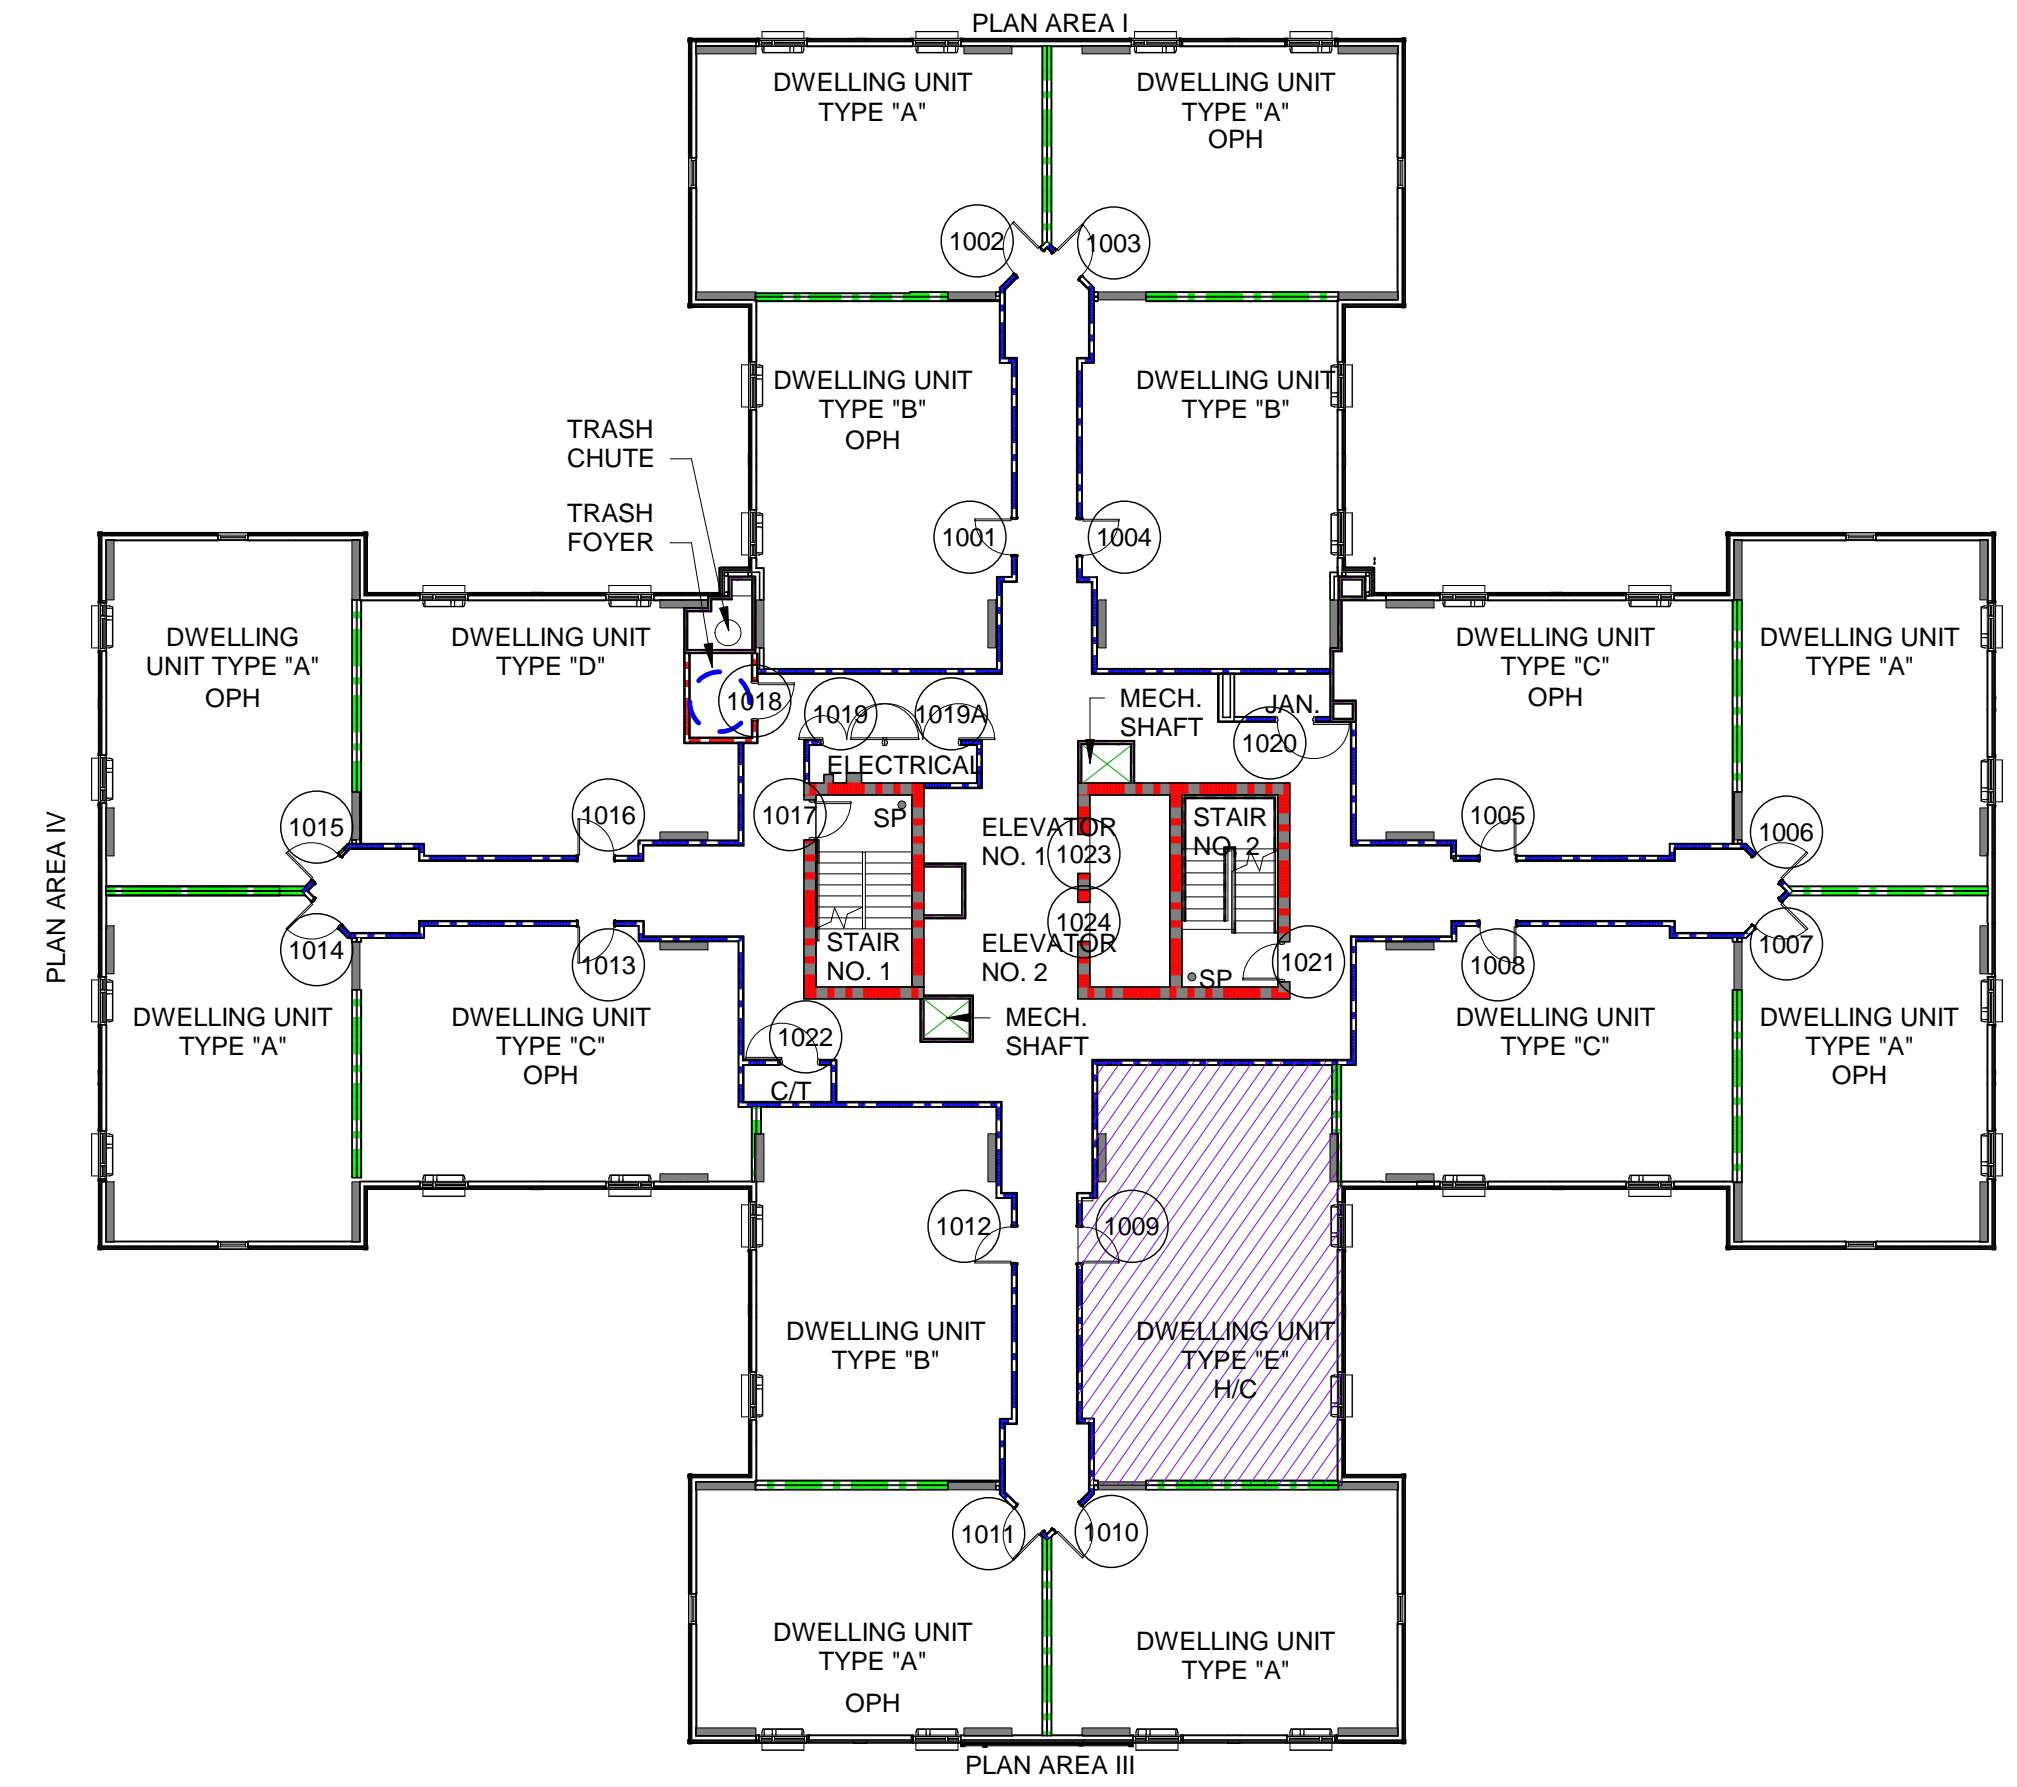 PLAN AREA I
DWELLING UNIT
TYPE "A"
DWELLING UNIT
TYPE "A"
OPH
1002
1003
DWELLING UNIT
TYPE "B"
OPH
DWELLING UNIT
TYPE "B"
TRASH
CHUTE
TRASH
FOYER
1001
1004
DWELLING
UNIT TYPE "A"
OPH
DWELLING UNIT
TYPE "D"
DWELLING UNIT
TYPE "C"
OPH
DWELLING UNIT
TYPE "A"
1018
1019
1019A
MECH.
SHAFT
JAN.
1020
ELECTRICAL
1015
1016
1017
SP
ELEVATOR
NO. 1
1023
STAIR
NO. 2
1005
1006
PLAN AREA IV
1014
1013
STAIR
NO. 1
1024
ELEVATOR
NO. 2
SP
1021
1008
1007
DWELLING UNIT
TYPE "A"
DWELLING UNIT
TYPE "C"
OPH
1022
C/T
MECH.
SHAFT
DWELLING UNIT
TYPE "C"
DWELLING UNIT
TYPE "A"
OPH
1012
1009
DWELLING UNIT
TYPE "B"
DWELLING UNIT
TYPE "E"
H/C
1011
1010
DWELLING UNIT
TYPE "A"
OPH
DWELLING UNIT
TYPE "A"
PLAN AREA III